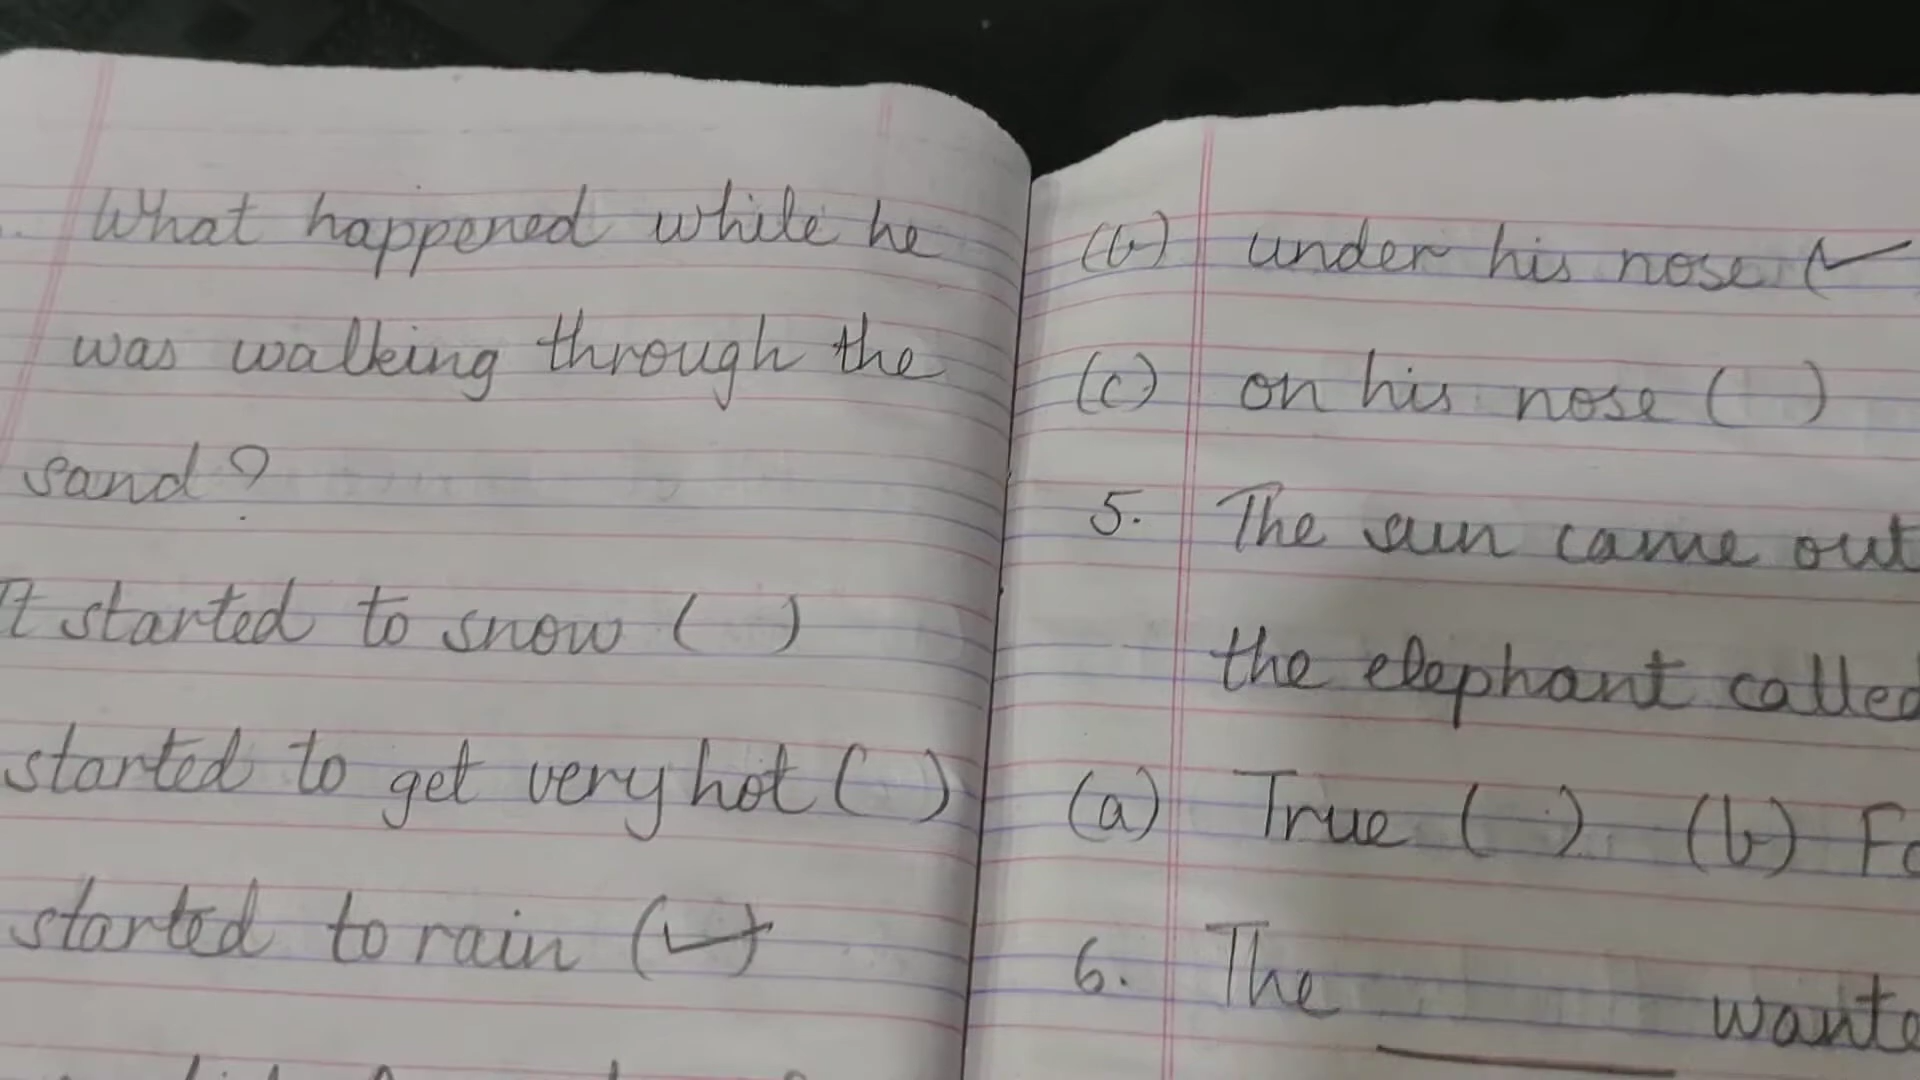 What happened while he
was walking through the
sand?
It started to snow ( )
started to get very hot ( )
started to rain (✓)
(b) under his nose (✓
(c) on his nose ( )
5. The sun came out
the elephant called
(a) True ( ) (b) Fa
6. The ____ wante